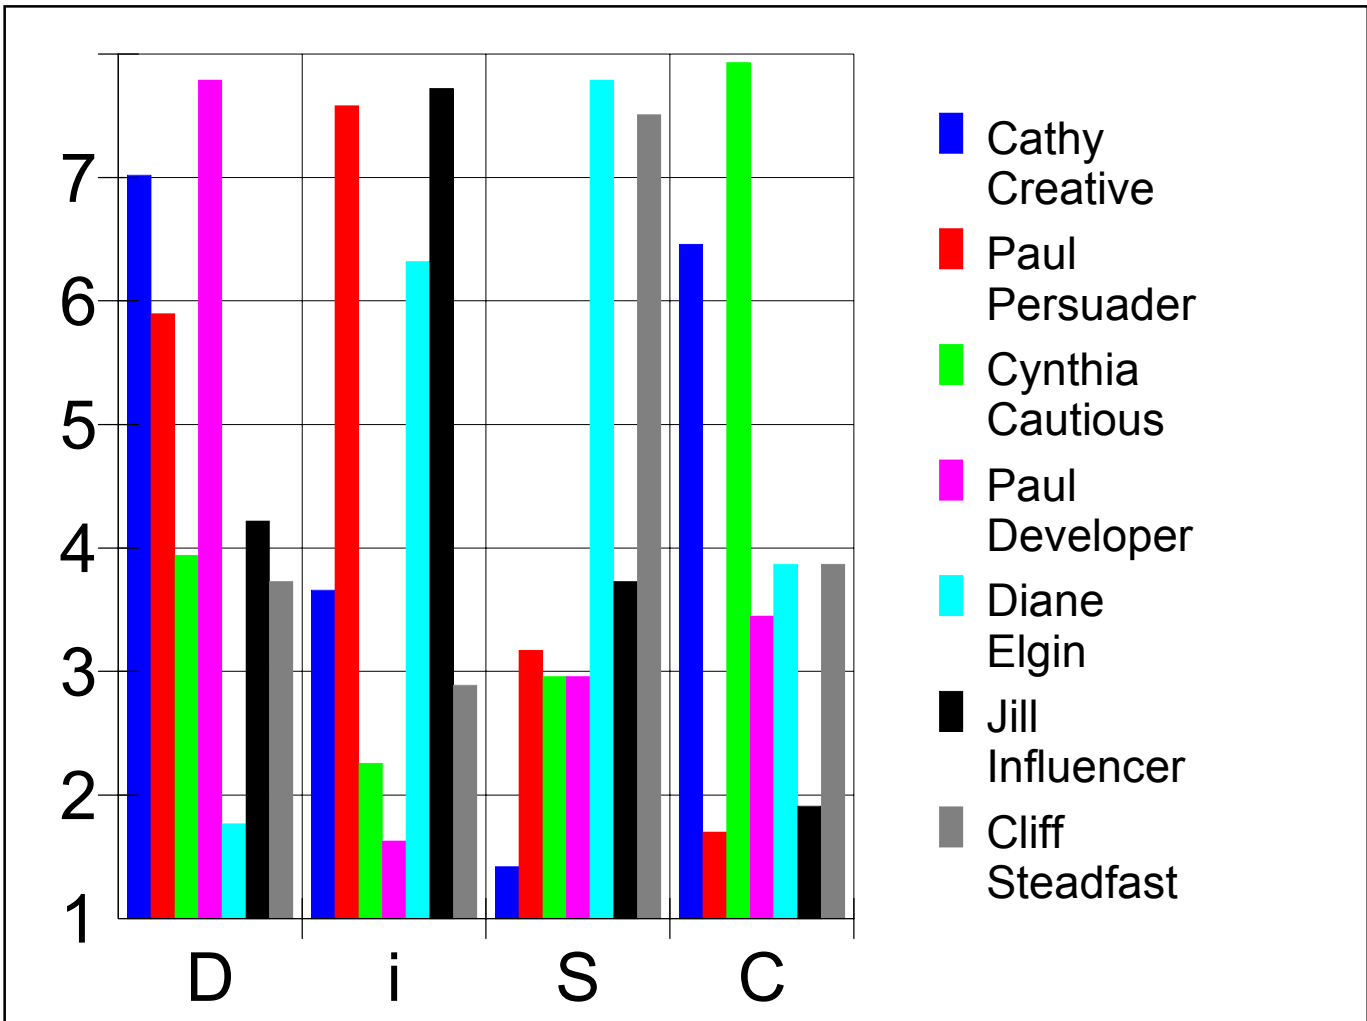 7
6
5
4
3
2
1
D i S C
Cathy
Creative
Paul
Persuader
Cynthia
Cautious
Paul
Developer
Diane
Elgin
Jill
Influencer
Cliff
Steadfast